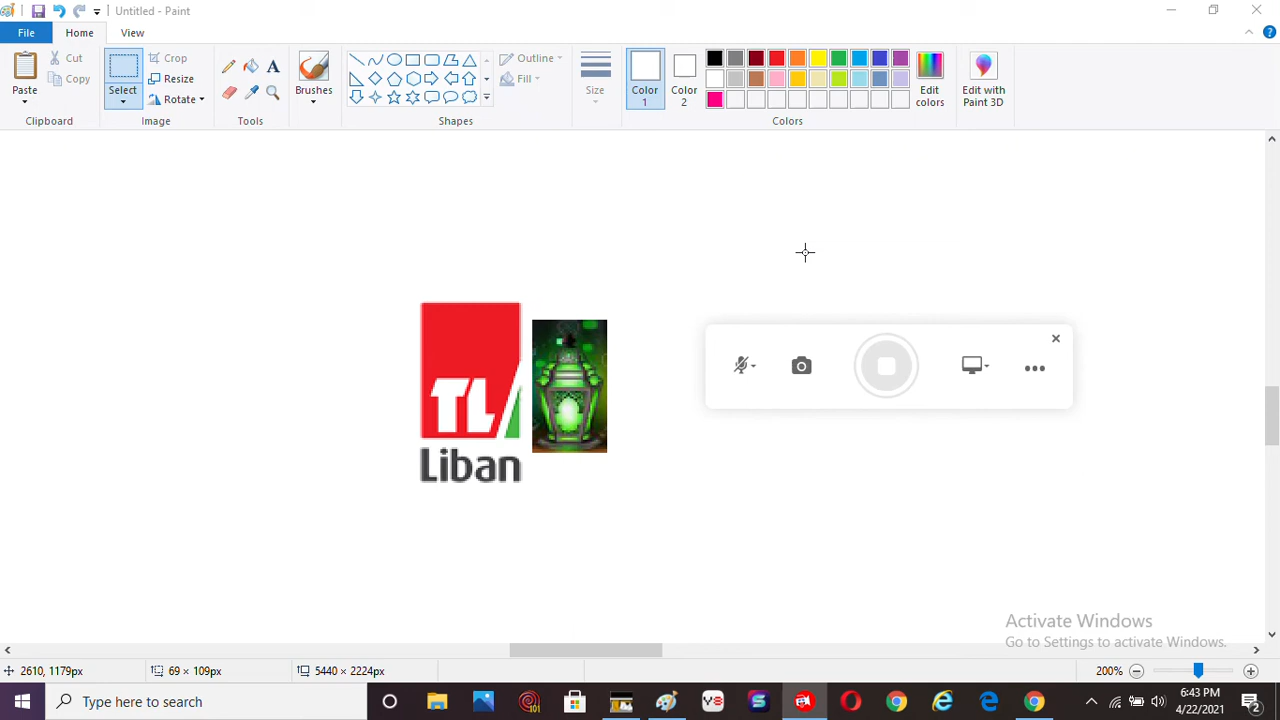 Untitled - Paint
File
Home
View
Paste
Cut
Copy
Clipboard
Select
Crop
Resize
Rotate
Image
A
Tools
Brushes
Outline
Fill
Shapes
Size
Color
1
Color
2
Edit
colors
Edit with
Paint 3D
Colors
TL
Liban
Activate Windows
Go to Settings to activate Windows.
2610, 1179px
69 × 109px
5440 × 2224px
200%
Type here to search
101
6:43 PM
4/22/2021
2